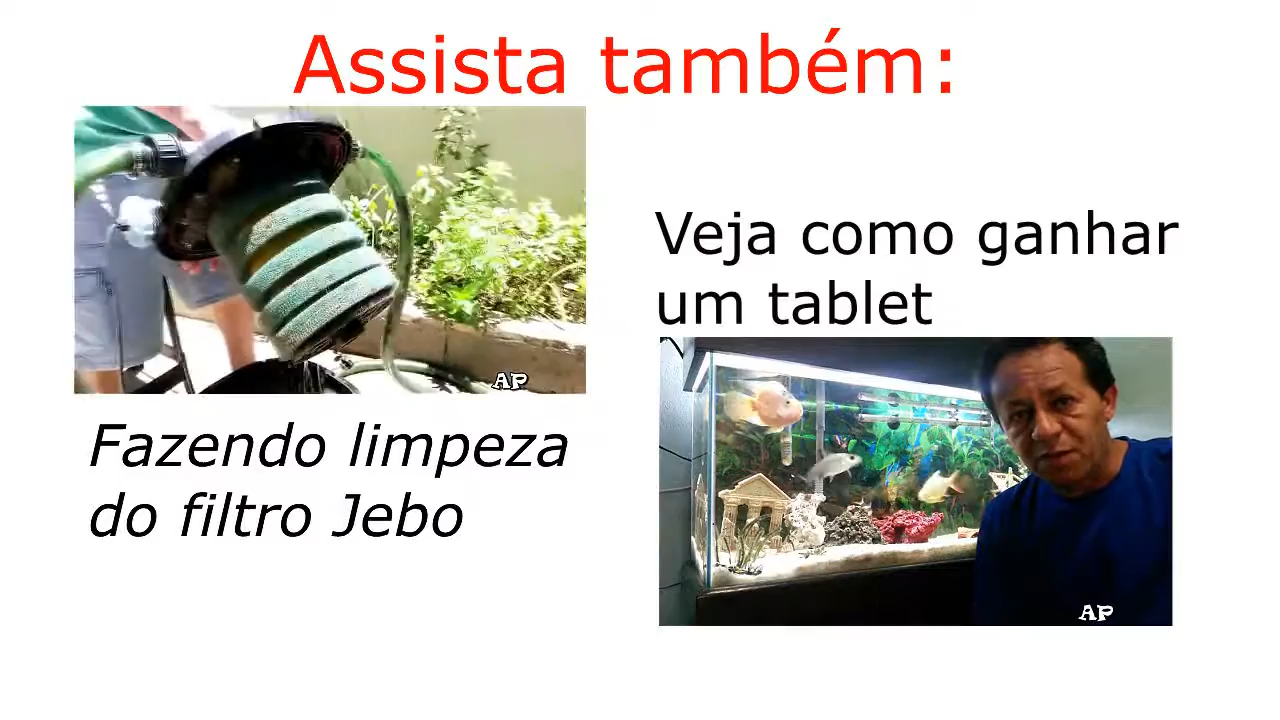 Assista também:
Veja como ganhar
um tablet
AP
Fazendo limpeza
do filtro Jebo
AP